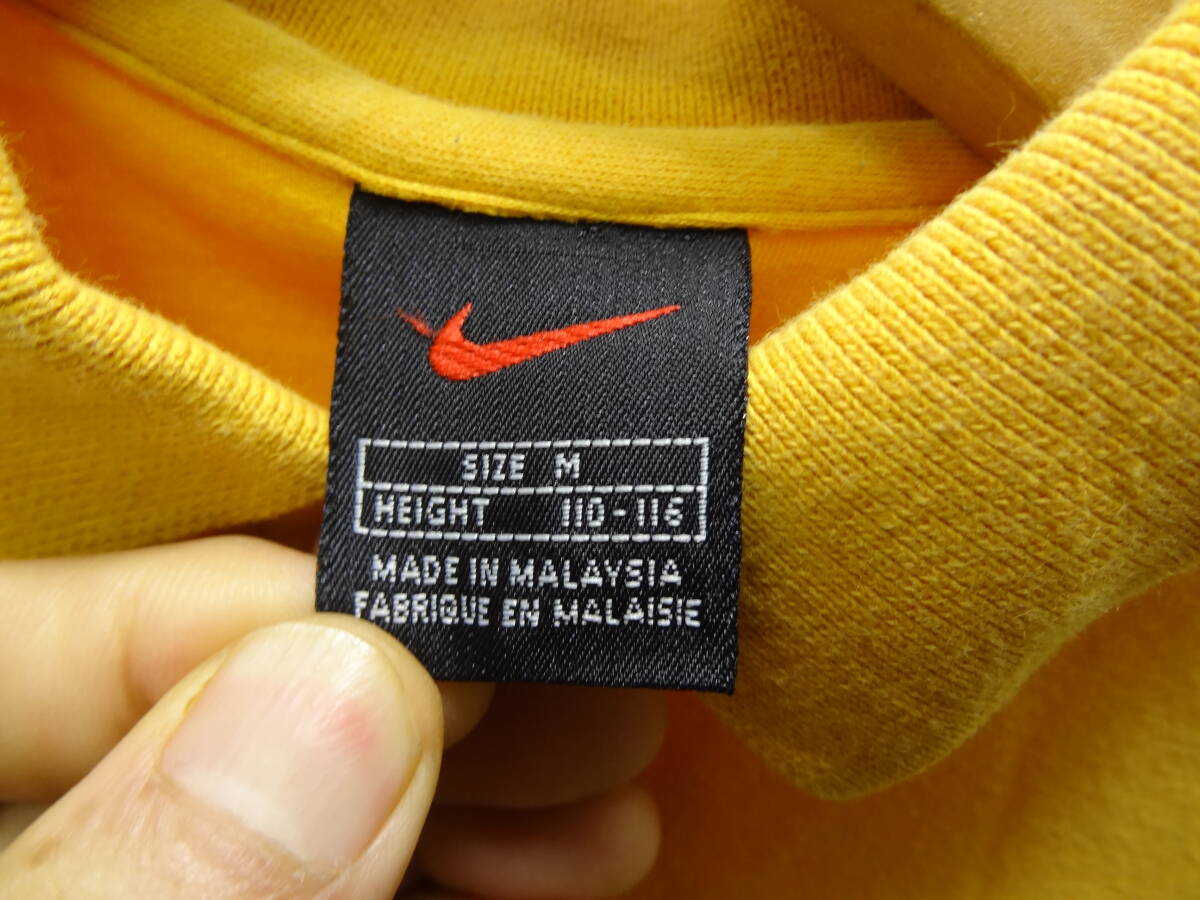 SIZE M
HEIGHT 110-116
MADE IN MALAYSIA
FABRIQUE EN MALAISIE